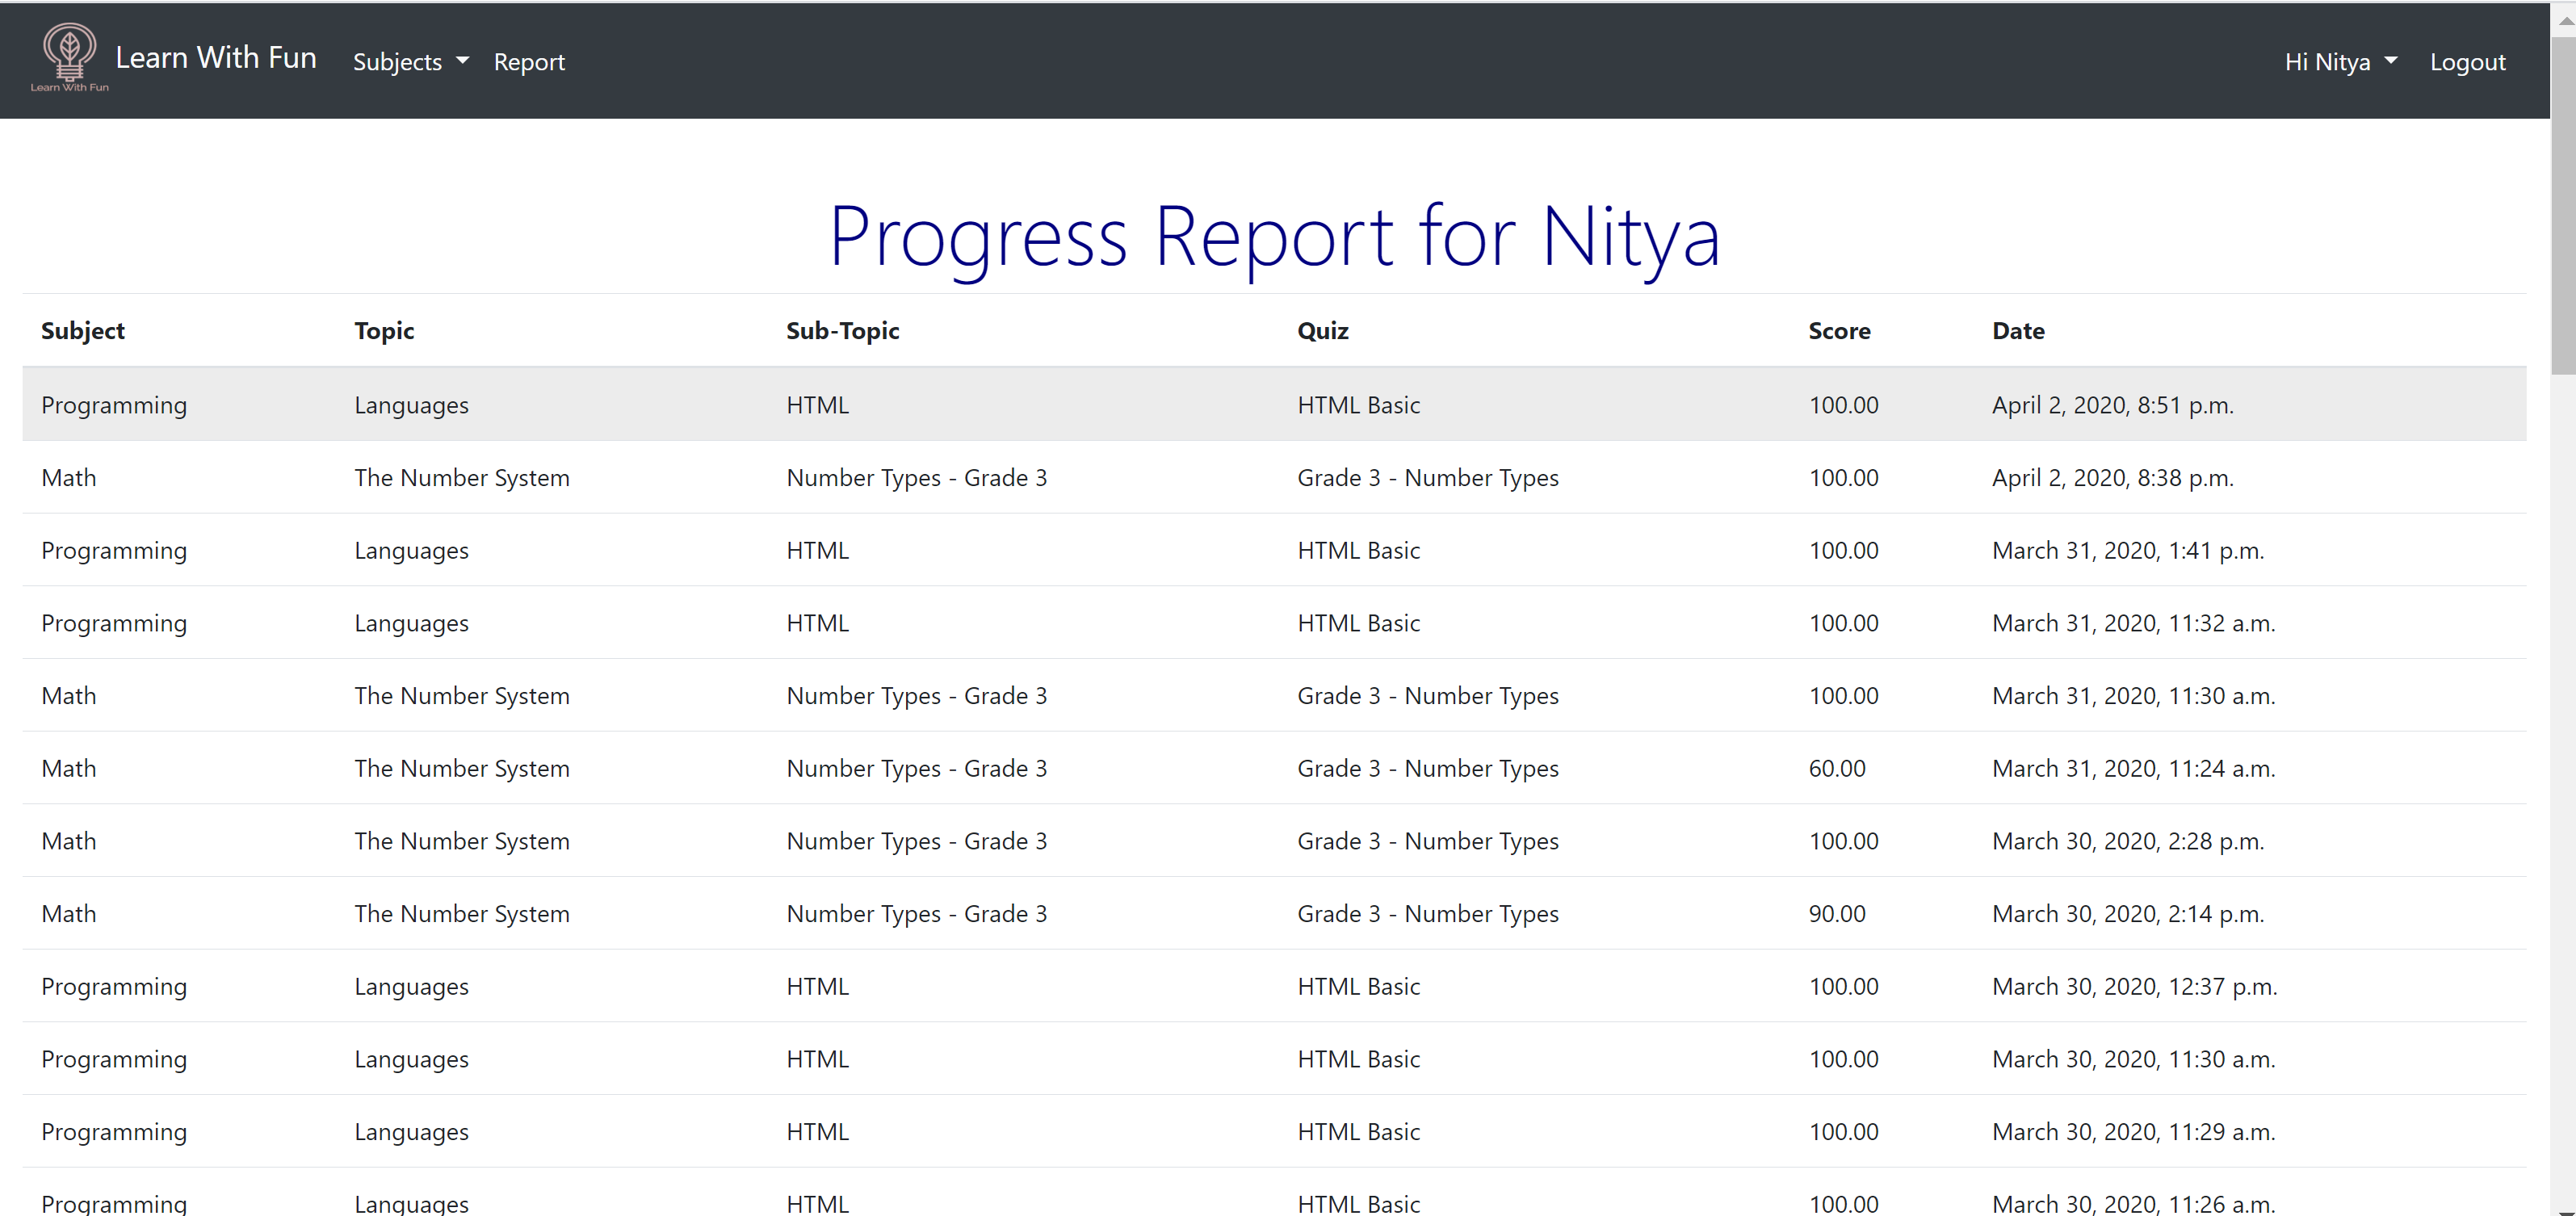 Learn With Fun
Learn With Fun Subjects Report Hi Nitya Logout
Progress Report for Nitya
Subject Topic Sub-Topic Quiz Score Date
Programming Languages HTML HTML Basic 100.00 April 2, 2020, 8:51 p.m.
Math The Number System Number Types - Grade 3 Grade 3 - Number Types 100.00 April 2, 2020, 8:38 p.m.
Programming Languages HTML HTML Basic 100.00 March 31, 2020, 1:41 p.m.
Programming Languages HTML HTML Basic 100.00 March 31, 2020, 11:32 a.m.
Math The Number System Number Types - Grade 3 Grade 3 - Number Types 100.00 March 31, 2020, 11:30 a.m.
Math The Number System Number Types - Grade 3 Grade 3 - Number Types 60.00 March 31, 2020, 11:24 a.m.
Math The Number System Number Types - Grade 3 Grade 3 - Number Types 100.00 March 30, 2020, 2:28 p.m.
Math The Number System Number Types - Grade 3 Grade 3 - Number Types 90.00 March 30, 2020, 2:14 p.m.
Programming Languages HTML HTML Basic 100.00 March 30, 2020, 12:37 p.m.
Programming Languages HTML HTML Basic 100.00 March 30, 2020, 11:30 a.m.
Programming Languages HTML HTML Basic 100.00 March 30, 2020, 11:29 a.m.
Programming Languages HTML HTML Basic 100.00 March 30, 2020, 11:26 a.m.